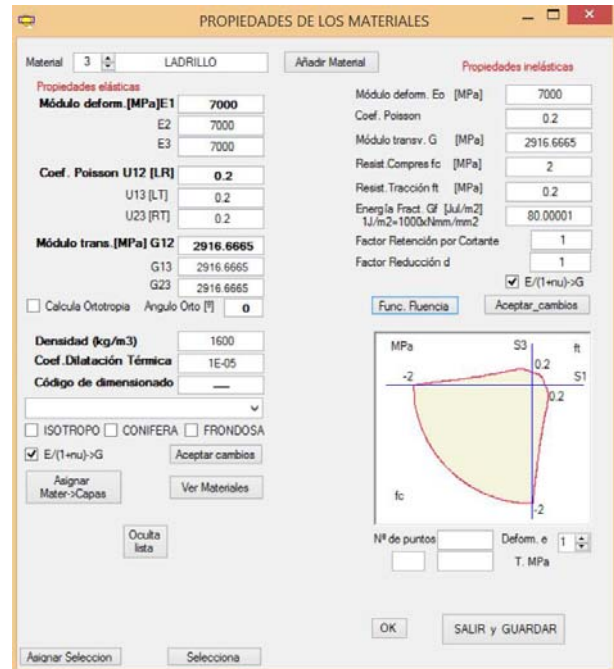 PROPIEDADES DE LOS MATERIALES
Material 3 LADRILLO Añadir Material
Propiedades elásticas
Módulo deform.[MPa]E1 7000
E2 7000
E3 7000
Coef. Poisson U12 [LR] 0.2
U13 [LT] 0.2
U23 [RT] 0.2
Módulo trans.[MPa] G12 2916.6665
G13 2916.6665
G23 2916.6665
Calcula Ortotropia Angulo Orto [º] 0
Densidad (kg/m3) 1600
Coef.Dilatación Térmica 1E-05
Código de dimensionado ---
ISOTROPO CONIFERA FRONDOSA
E/(1+nu)->G Aceptar cambios
Asignar
Mater->Capas
Ver Materiales
Oculta
lista
Asignar Seleccion Selecciona
Propiedades inelásticas
Módulo deform. Eo [MPa] 7000
Coef. Poisson 0.2
Módulo transv. G [MPa] 2916.6665
Resist.Compres fc [MPa] 2
Resist.Tracción ft [MPa] 0.2
Energía Fract. Gf [Jul/m2] 80.00001
1J/m2=1000xNmm/mm2
Factor Retención por Cortante 1
Factor Reducción d 1
E/(1+nu)->G
Func. Fluencia Aceptar_cambios
MPa S3 ft
0.2
-2 S1
0.2
fc
-2
Nº de puntos Deform. e 1
T. MPa
OK SALIR y GUARDAR